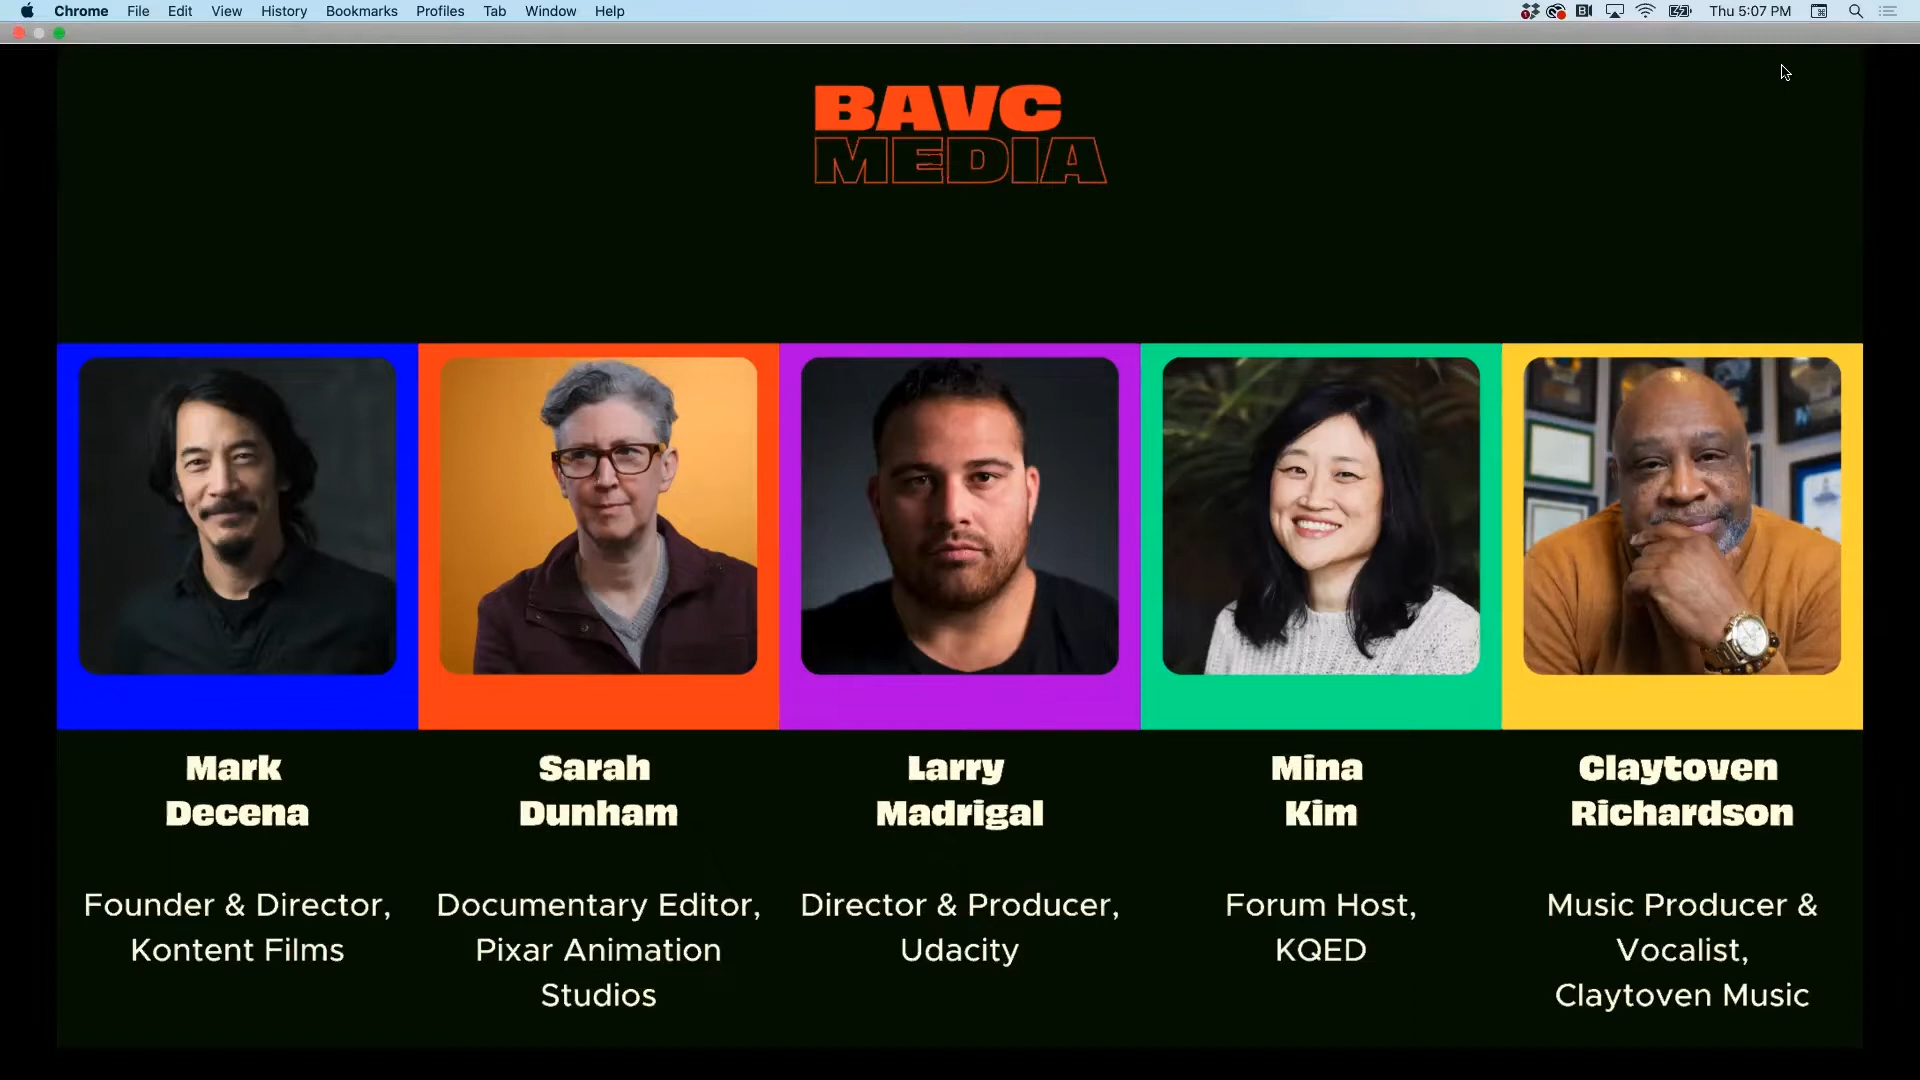 Chrome File Edit View History Bookmarks Profiles Tab Window Help Thu 5:07 PM
BAVC
MEDIA
Mark
Decena
Founder & Director,
Kontent Films
Sarah
Dunham
Documentary Editor,
Pixar Animation
Studios
Larry
Madrigal
Director & Producer,
Udacity
Mina
Kim
Forum Host,
KQED
Claytoven
Richardson
Music Producer &
Vocalist,
Claytoven Music